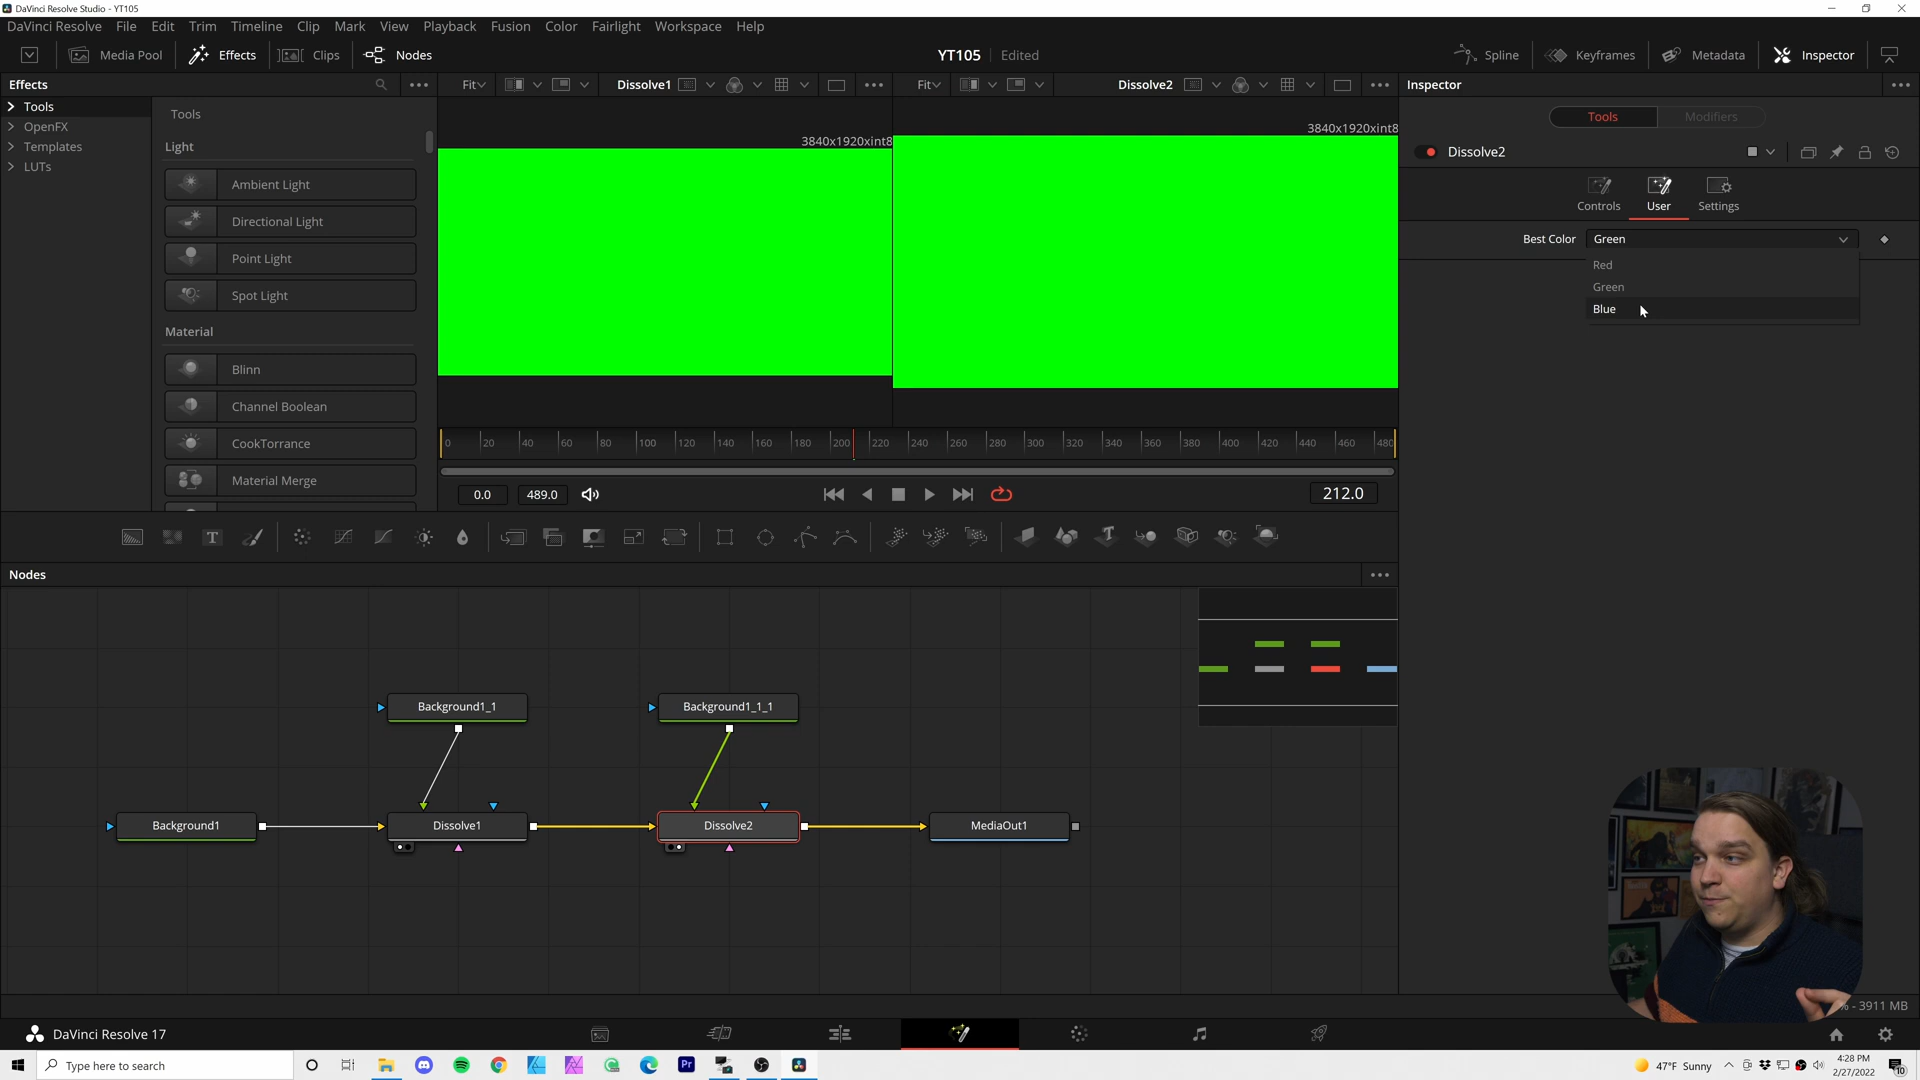 DaVinci Resolve Studio - YT105
DaVinci Resolve File Edit Trim Timeline Clip Mark View Playback Fusion Color Fairlight Workspace Help
Media Pool Effects Clips Nodes YT105 Edited Spline Keyframes Metadata Inspector
Effects Fit Dissolve1 Fit Dissolve2 Inspector
Tools
OpenFX
Templates
LUTs
Tools
Light
Ambient Light
Directional Light
Point Light
Spot Light
Material
Blinn
Channel Boolean
CookTorrance
Material Merge
3840x1920xint8
3840x1920xint8
Tools Modifiers
Dissolve2
Controls User Settings
Best Color Green
Red
Green
Blue
0 20 40 60 80 100 120 140 160 180 200 220 240 260 280 300 320 340 360 380 400 420 440 460 480
0.0 489.0 212.0
T
Nodes
Background1_1 Background1_1_1
Background1 Dissolve1 Dissolve2 MediaOut1
% - 3911 MB
DaVinci Resolve 17
Type here to search
Pr
47°F Sunny
4:28 PM
2/27/2022
10